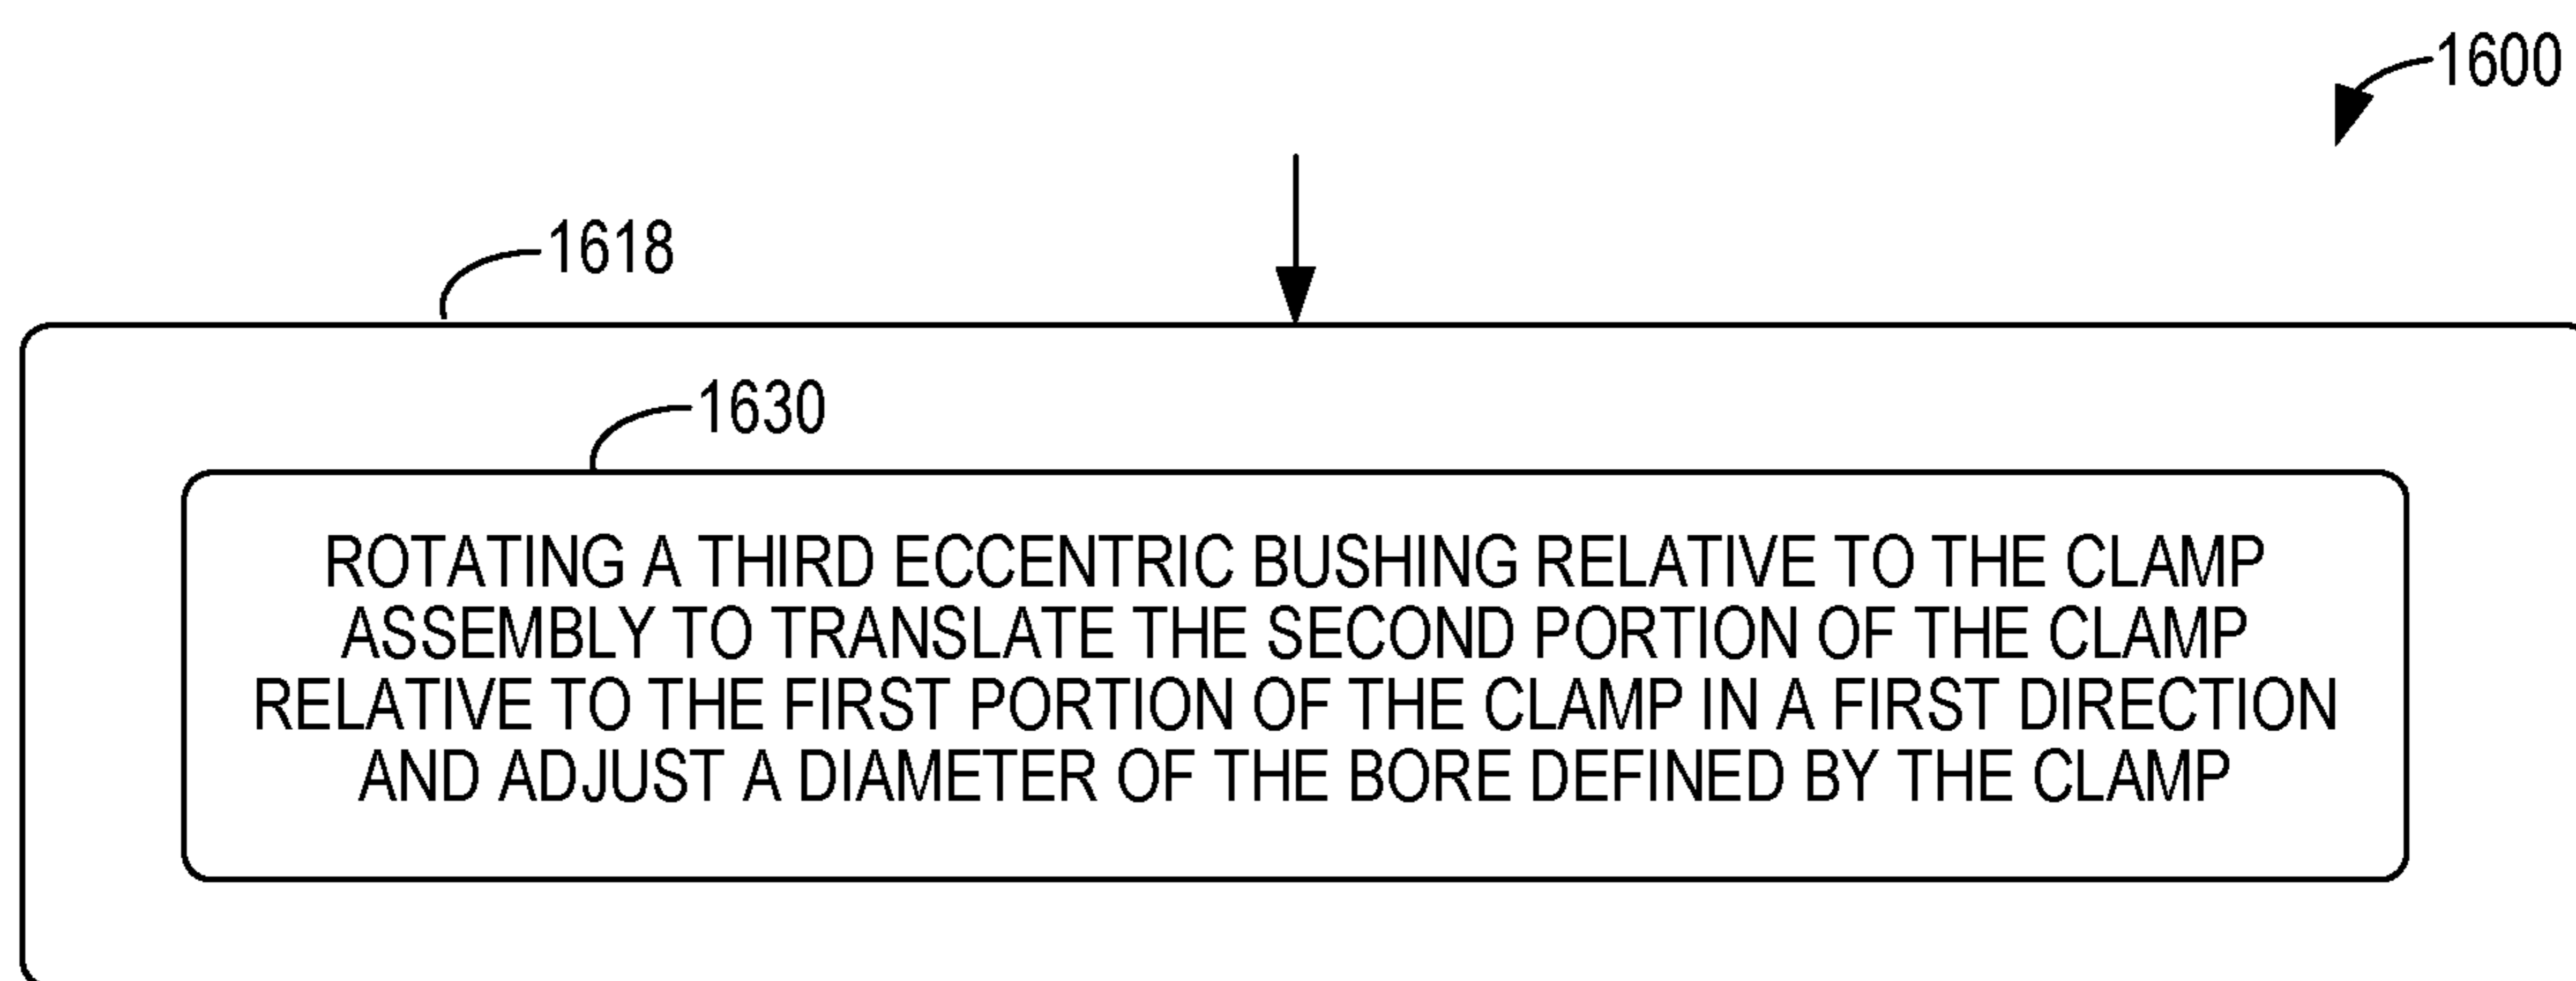 1600
1618
1630
ROTATING A THIRD ECCENTRIC BUSHING RELATIVE TO THE CLAMP
ASSEMBLY TO TRANSLATE THE SECOND PORTION OF THE CLAMP
RELATIVE TO THE FIRST PORTION OF THE CLAMP IN A FIRST DIRECTION
AND ADJUST A DIAMETER OF THE BORE DEFINED BY THE CLAMP